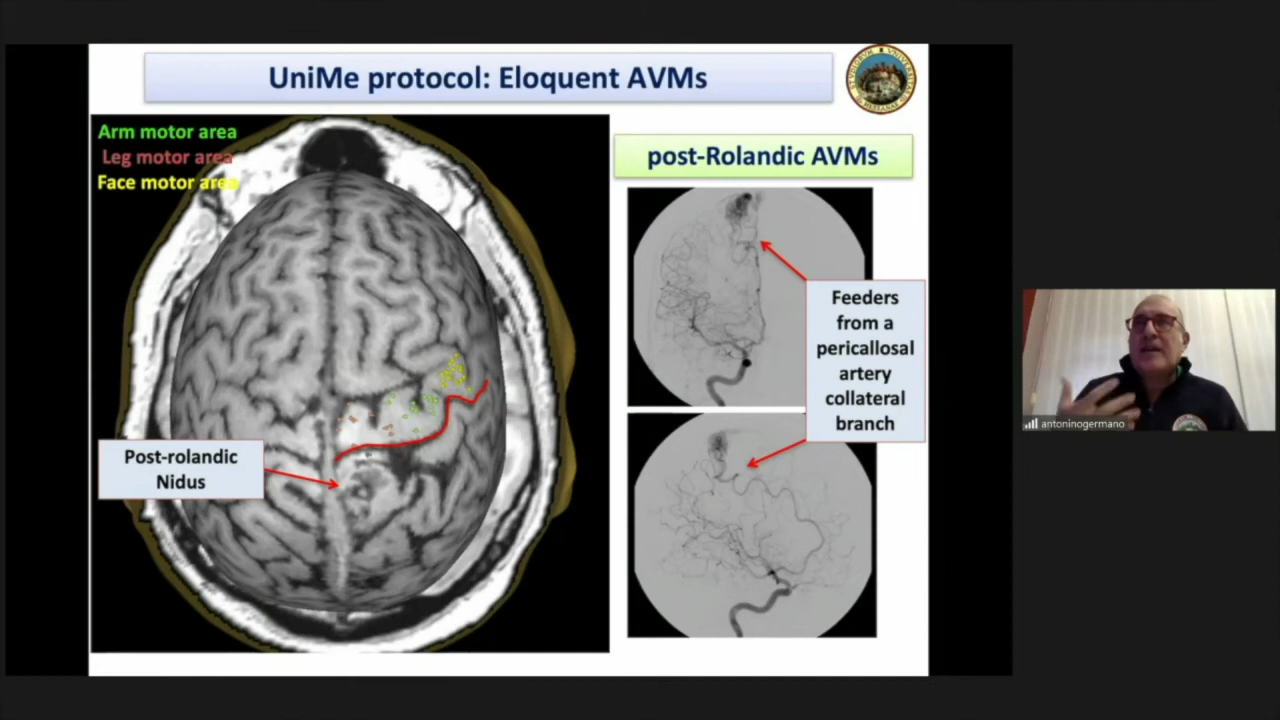 UniMe protocol: Eloquent AVMs
Arm motor area
Leg motor area
Face motor area
post-Rolandic AVMs
Feeders
from a
pericallosal
artery
collateral
branch
Post-rolandic
Nidus
antoninogermano